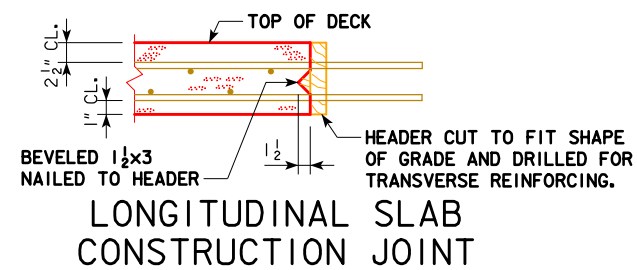 TOP OF DECK
2½" CL.
1" CL.
1½
BEVELED 1½x3
NAILED TO HEADER
HEADER CUT TO FIT SHAPE
OF GRADE AND DRILLED FOR
TRANSVERSE REINFORCING.
LONGITUDINAL SLAB
CONSTRUCTION JOINT